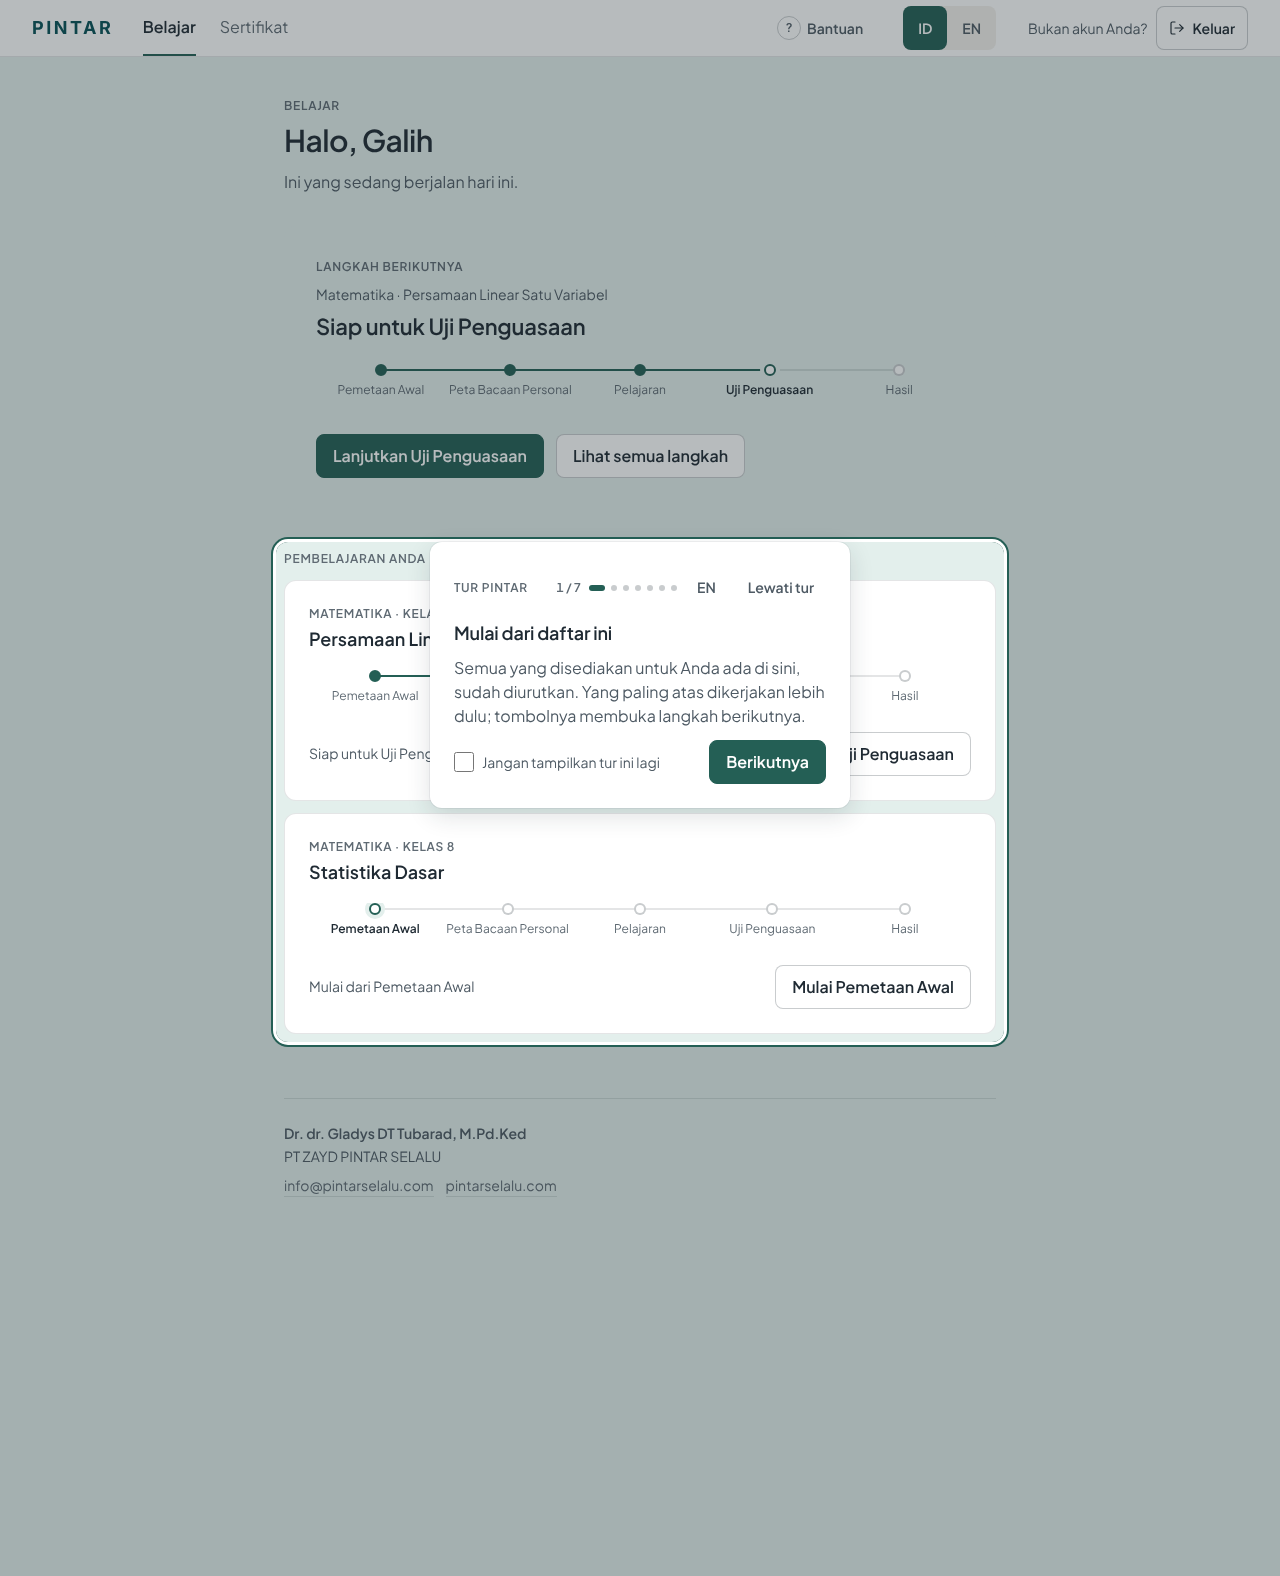 PINTAR Belajar Sertifikat ? Bantuan ID EN Bukan akun Anda? Keluar
BELAJAR
Halo, Galih
Ini yang sedang berjalan hari ini.
LANGKAH BERIKUTNYA
Matematika · Persamaan Linear Satu Variabel
Siap untuk Uji Penguasaan
Pemetaan Awal Peta Bacaan Personal Pelajaran Uji Penguasaan Hasil
Lanjutkan Uji Penguasaan Lihat semua langkah
PEMBELAJARAN ANDA
TUR PINTAR 1/7 EN Lewati tur
Mulai dari daftar ini
Semua yang disediakan untuk Anda ada di sini,
sudah diurutkan. Yang paling atas dikerjakan lebih
dulu; tombolnya membuka langkah berikutnya.
Jangan tampilkan tur ini lagi Berikutnya
MATEMATIKA
Persamaan
Pemetaan Awal Hasil
Siap untuk Uji Penguasaan
MATEMATIKA · KELAS 8
Statistika Dasar
Pemetaan Awal Peta Bacaan Personal Pelajaran Uji Penguasaan Hasil
Mulai dari Pemetaan Awal Mulai Pemetaan Awal
Dr. dr. Gladys DT Tubarad, M.Pd.Ked
PT ZAYD PINTAR SELALU
info@pintarselalu.com pintarselalu.com